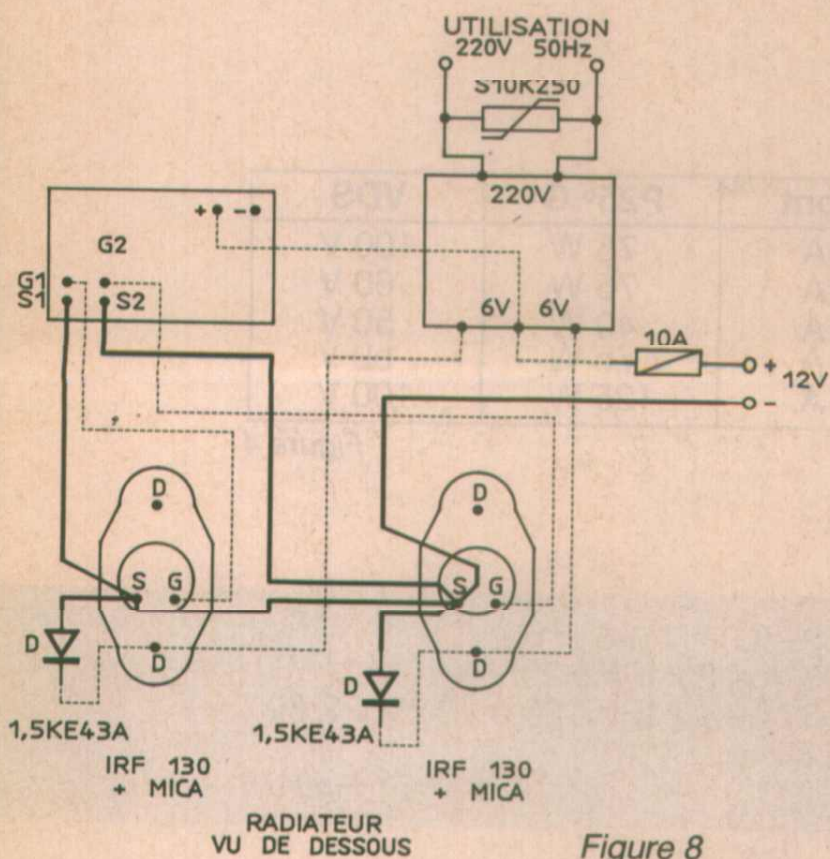 UTILISATION
220V 50Hz
S10K250
220V
+ -
G2
G1
S1
S2
6V 6V
10A
+
12V
-
D
D
S G
S G
D
D
D
D
1,5KE43A
1,5KE43A
IRF 130
+ MICA
IRF 130
+ MICA
RADIATEUR
VU DE DESSOUS
Figure 8